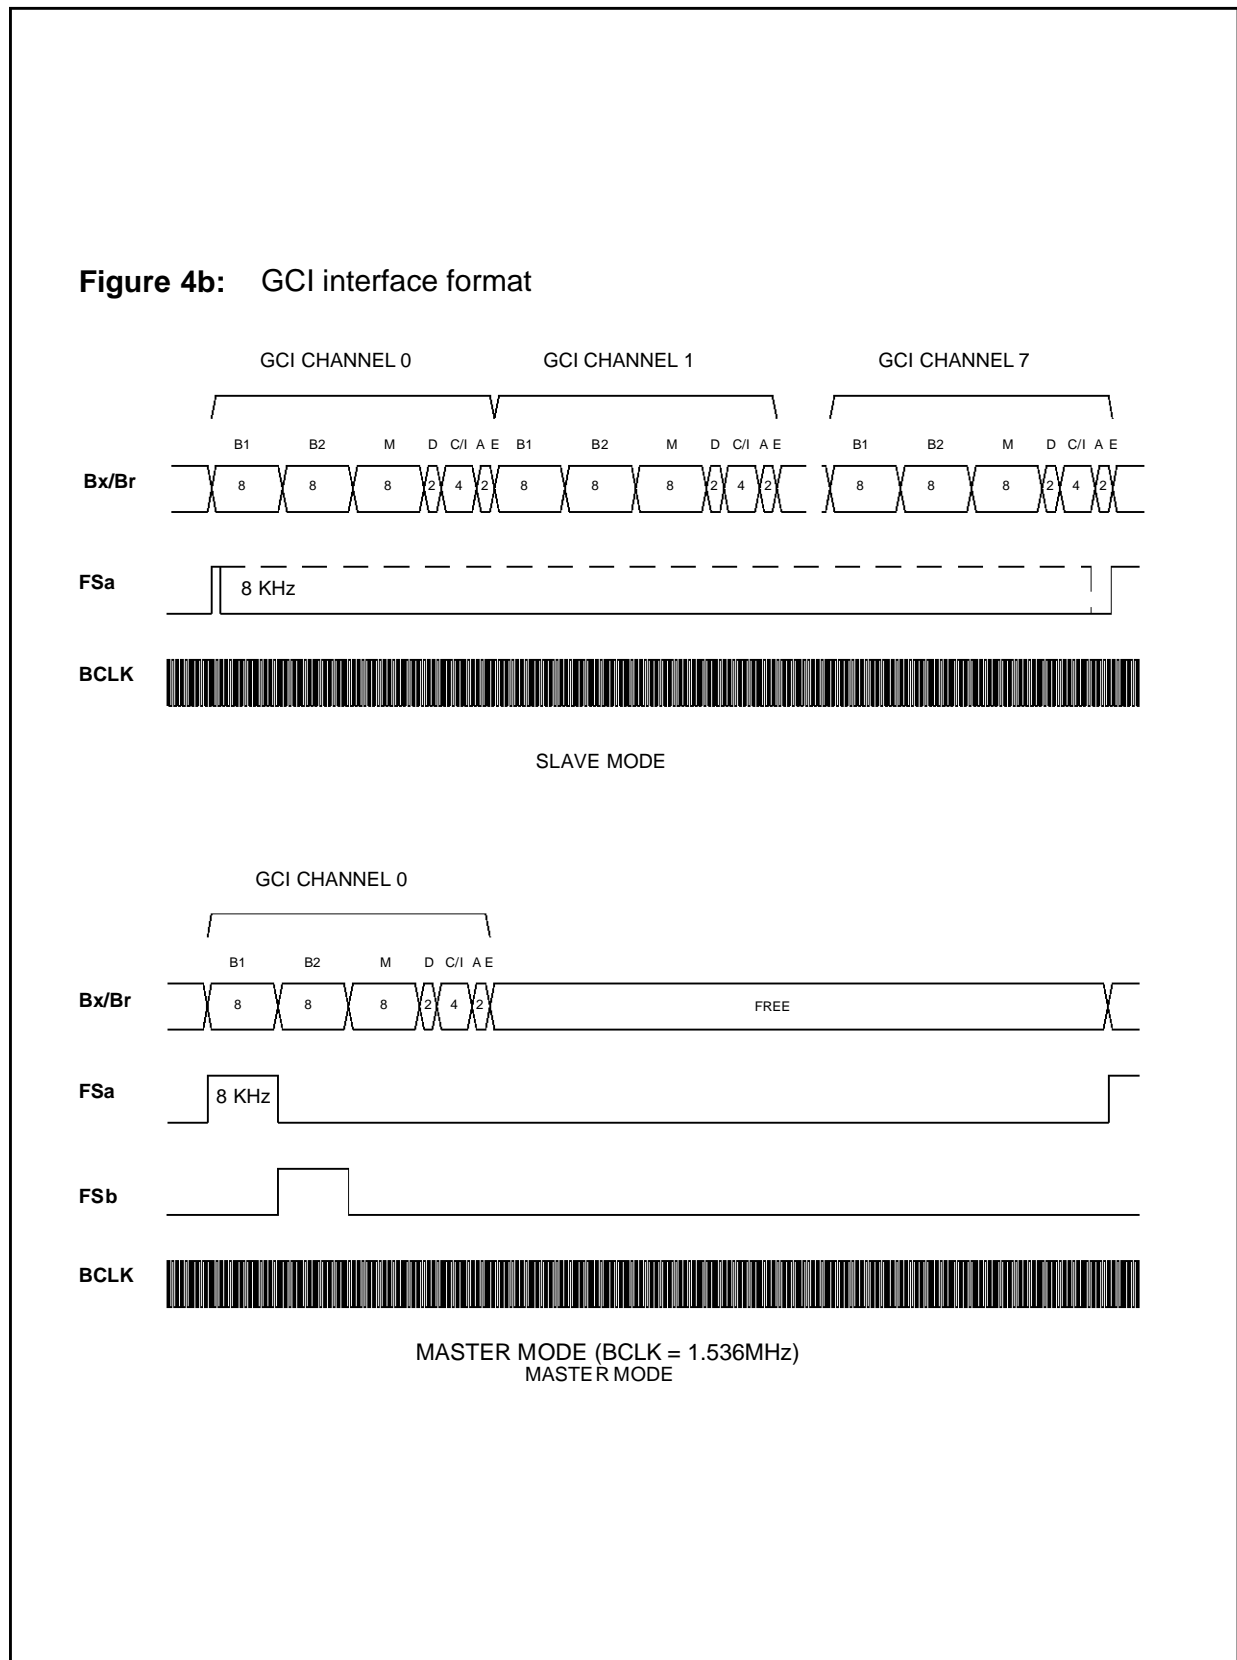 Figure 4b: GCI interface format
GCI CHANNEL 0 GCI CHANNEL 1 GCI CHANNEL 7
B1 B2 M D C/I A E B1 B2 M D C/I A E B1 B2 M D C/I A E
Bx/Br 8 8 8 2 4 2 8 8 8 2 4 2 8 8 8 2 4 2
FSa 8 KHz
BCLK
SLAVE MODE
GCI CHANNEL 0
B1 B2 M D C/I A E
Bx/Br 8 8 8 2 4 2 FREE
FSa 8 KHz
FSb
BCLK
MASTER MODE (BCLK = 1.536MHz)
MASTER MODE